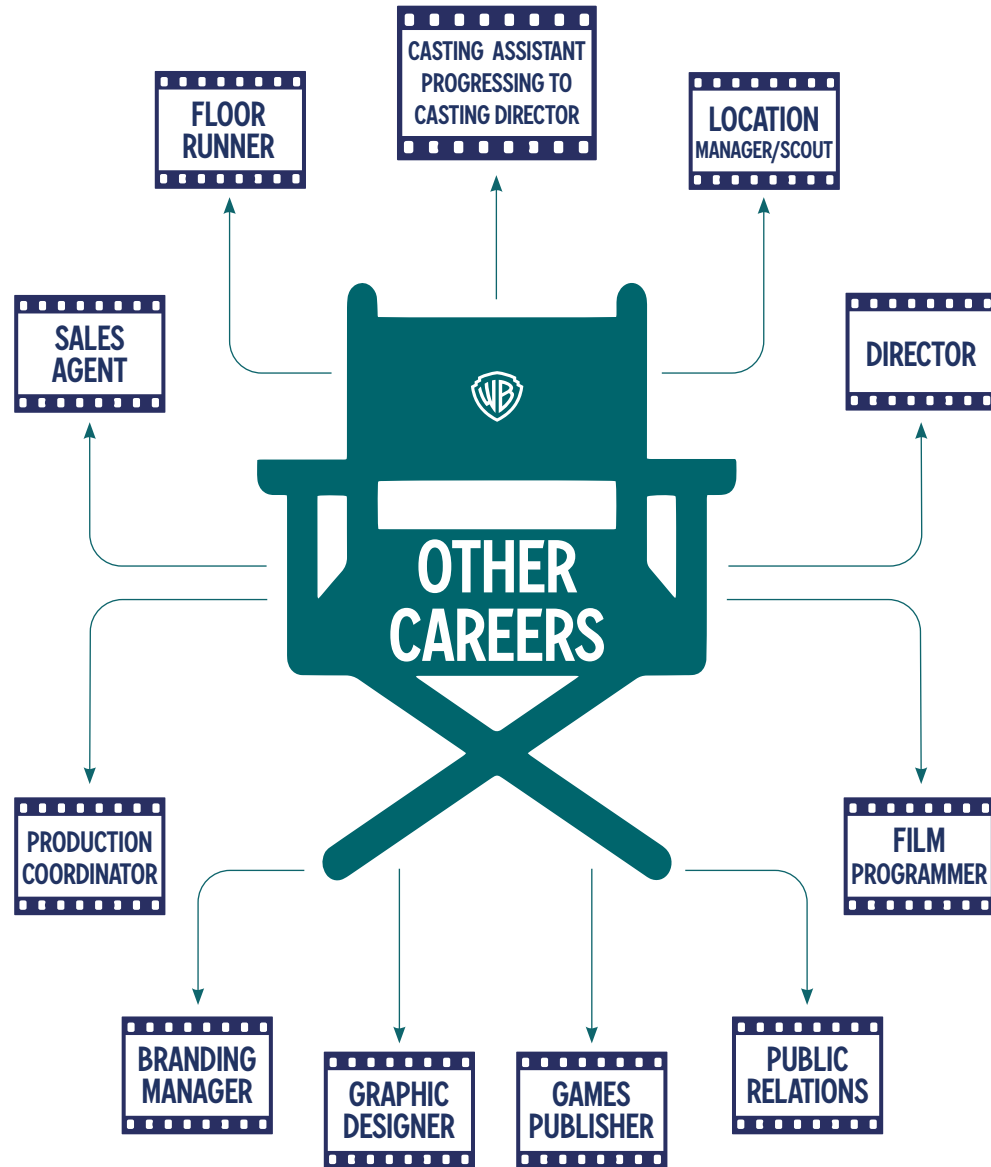 CASTING ASSISTANT
PROGRESSING TO
CASTING DIRECTOR
FLOOR
RUNNER
LOCATION
MANAGER/SCOUT
SALES
AGENT
DIRECTOR
WB
OTHER
CAREERS
PRODUCTION
COORDINATOR
FILM
PROGRAMMER
BRANDING
MANAGER
GRAPHIC
DESIGNER
GAMES
PUBLISHER
PUBLIC
RELATIONS